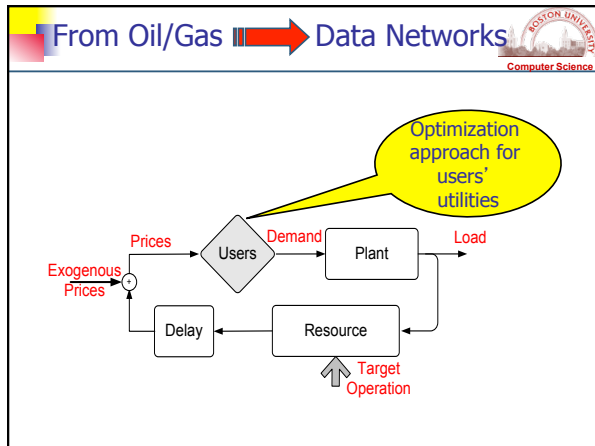 From Oil/Gas Data Networks
BOSTON UNIVERSITY
Computer Science
Optimization
approach for
users'
utilities
Prices
Users
Demand
Plant
Load
Exogenous
Prices
+
Delay
Resource
Target
Operation